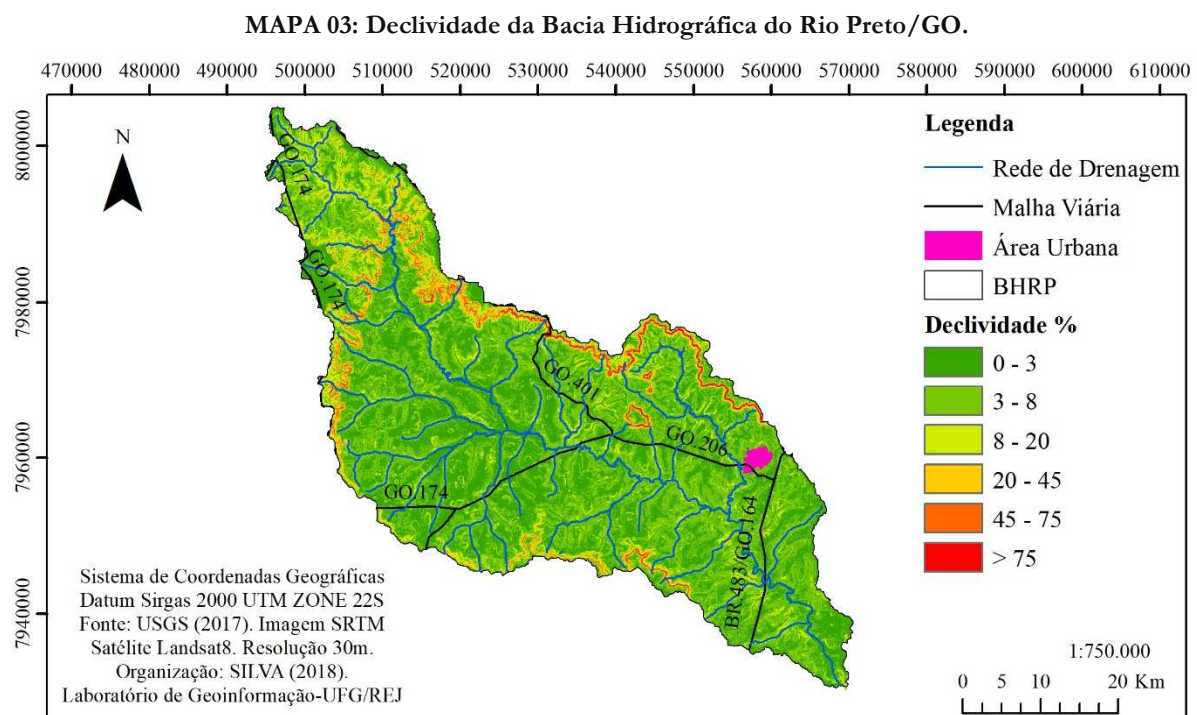 MAPA 03: Declividade da Bacia Hidrográfica do Rio Preto/GO.
470000 480000 490000 500000 510000 520000 530000 540000 550000 560000 570000 580000 590000 600000 610000
8000000
7980000
7960000
7940000
N
GO.174
GO.174
GO.401
GO.206
GO.174
BR.483/GO.164
Legenda
Rede de Drenagem
Malha Viária
Área Urbana
BHRP
Declividade %
0 - 3
3 - 8
8 - 20
20 - 45
45 - 75
> 75
Sistema de Coordenadas Geográficas
Datum Sirgas 2000 UTM ZONE 22S
Fonte: USGS (2017). Imagem SRTM
Satélite Landsat8. Resolução 30m.
Organização: SILVA (2018).
Laboratório de Geoinformação-UFG/REJ
1:750.000
0 5 10 20 Km